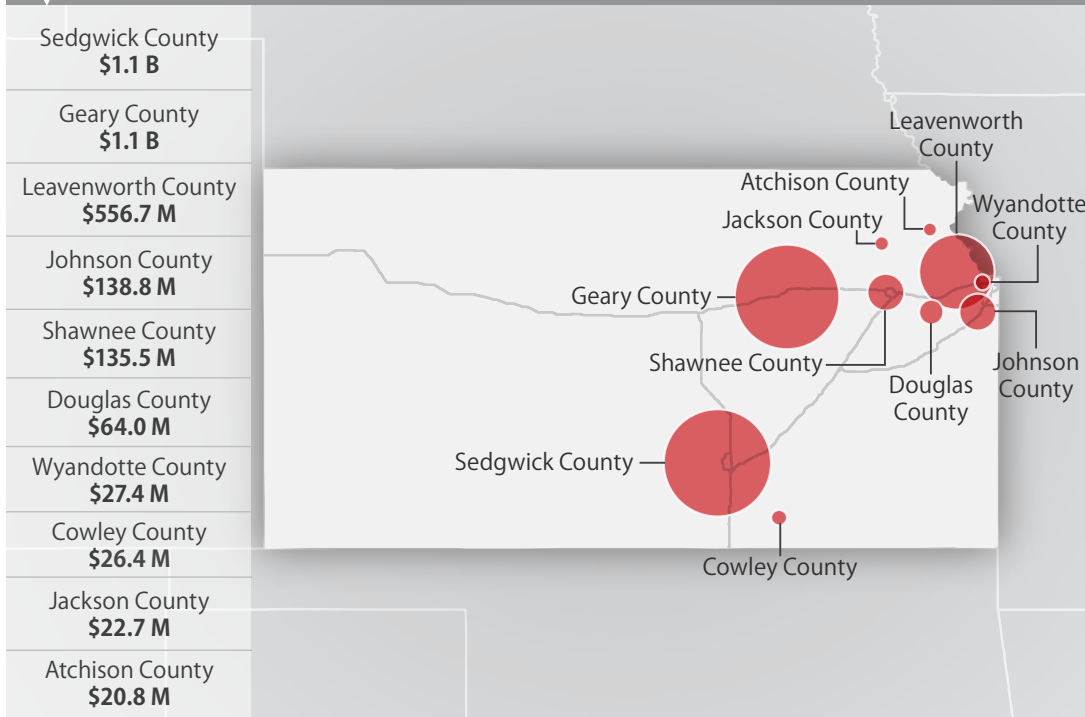 Sedgwick County
$1.1 B
Geary County
$1.1 B
Leavenworth County
$556.7 M
Johnson County
$138.8 M
Shawnee County
$135.5 M
Douglas County
$64.0 M
Wyandotte County
$27.4 M
Cowley County
$26.4 M
Jackson County
$22.7 M
Atchison County
$20.8 M
Leavenworth
County
Atchison County
Wyandotte
County
Jackson County
Geary County
Shawnee County
Johnson
County
Douglas
County
Sedgwick County
Cowley County